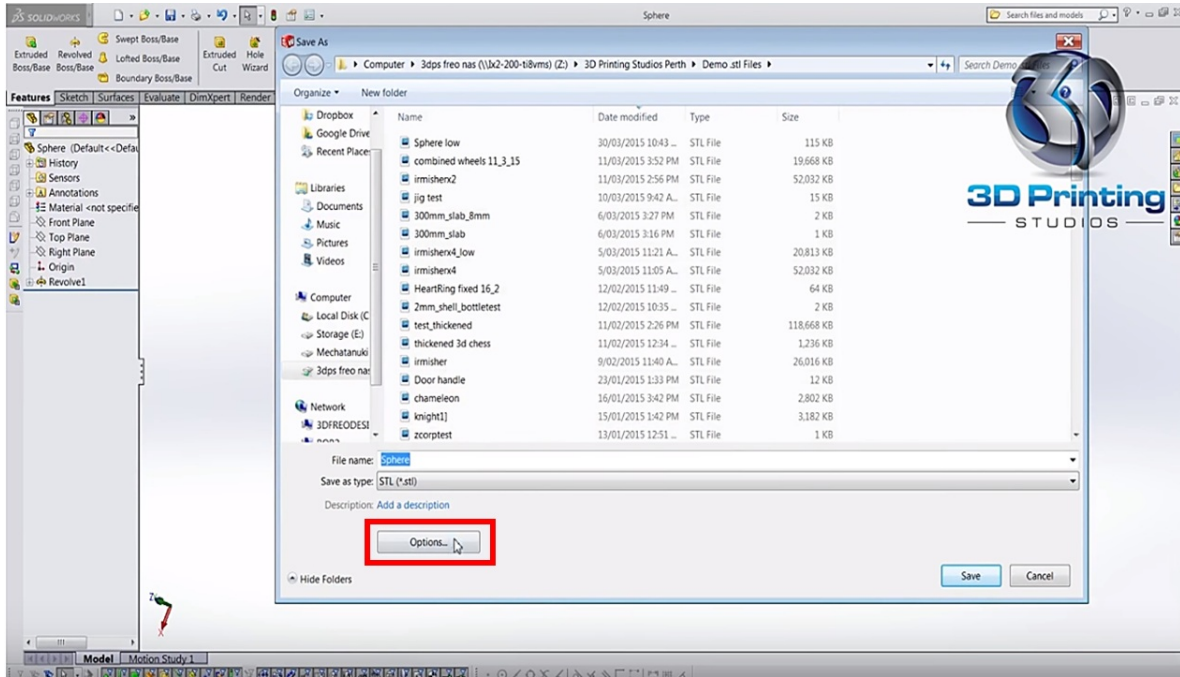 SOLIDWORKS
Sphere
Search files and models
Extruded Boss/Base
Revolved Boss/Base
Swept Boss/Base
Lofted Boss/Base
Boundary Boss/Base
Extruded Cut
Hole Wizard
Features Sketch Surfaces Evaluate DimXpert Render
Sphere (Default<<Defau
History
Sensors
Annotations
Material <not specifie
Front Plane
Top Plane
Right Plane
Origin
Revolve1
Save As
Computer 3dps freo nas (\\Ix2-200-ti8vms) (Z:) 3D Printing Studios Perth Demo .stl Files
Search Demo .stl Files
Organize New folder
Dropbox
Google Drive
Recent Places
Libraries
Documents
Music
Pictures
Videos
Computer
Local Disk (C
Storage (E:)
Mechatanuki
3dps freo nas
Network
3DFREODESI
Name Date modified Type Size
Sphere low 30/03/2015 10:43 ... STL File 115 KB
combined wheels 11_3_15 11/03/2015 3:52 PM STL File 19,668 KB
irmisherx2 11/03/2015 2:56 PM STL File 52,032 KB
jig test 10/03/2015 9:42 A... STL File 15 KB
300mm_slab_8mm 6/03/2015 3:27 PM STL File 2 KB
300mm_slab 6/03/2015 3:16 PM STL File 1 KB
irmisherx4_low 5/03/2015 11:21 A... STL File 20,813 KB
irmisherx4 5/03/2015 11:05 A... STL File 52,032 KB
HeartRing fixed 16_2 12/02/2015 11:49 ... STL File 64 KB
2mm_shell_bottletest 12/02/2015 10:35 ... STL File 2 KB
test_thickened 11/02/2015 2:26 PM STL File 118,668 KB
thickened 3d chess 11/02/2015 12:34 ... STL File 1,236 KB
irmisher 9/02/2015 11:40 A... STL File 26,016 KB
Door handle 23/01/2015 1:33 PM STL File 12 KB
chameleon 16/01/2015 3:42 PM STL File 2,802 KB
knight1] 15/01/2015 1:42 PM STL File 3,182 KB
zcorptest 13/01/2015 12:51 ... STL File 1 KB
File name: Sphere
Save as type: STL (*.stl)
Description: Add a description
Options...
Hide Folders
Save Cancel
3D Printing
STUDIOS
Z
X
Model Motion Study 1